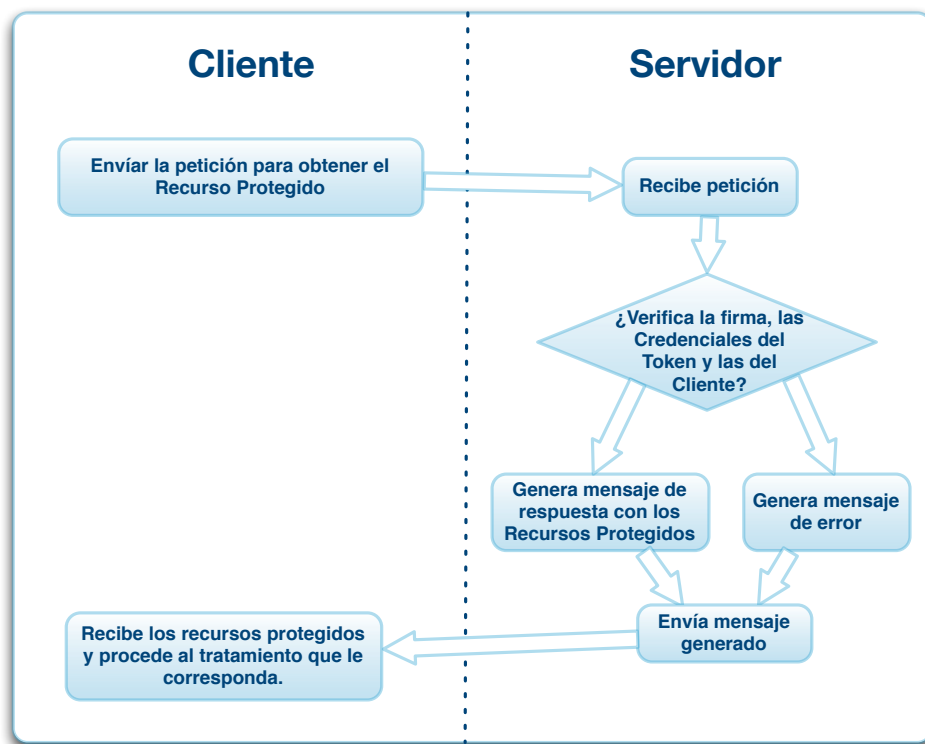 Cliente
Servidor
Envíar la petición para obtener el
Recurso Protegido
Recibe petición
¿Verifica la firma, las
Credenciales del
Token y las del
Cliente?
Genera mensaje de
respuesta con los
Recursos Protegidos
Genera mensaje
de error
Envía mensaje
generado
Recibe los recursos protegidos
y procede al tratamiento que le
corresponda.